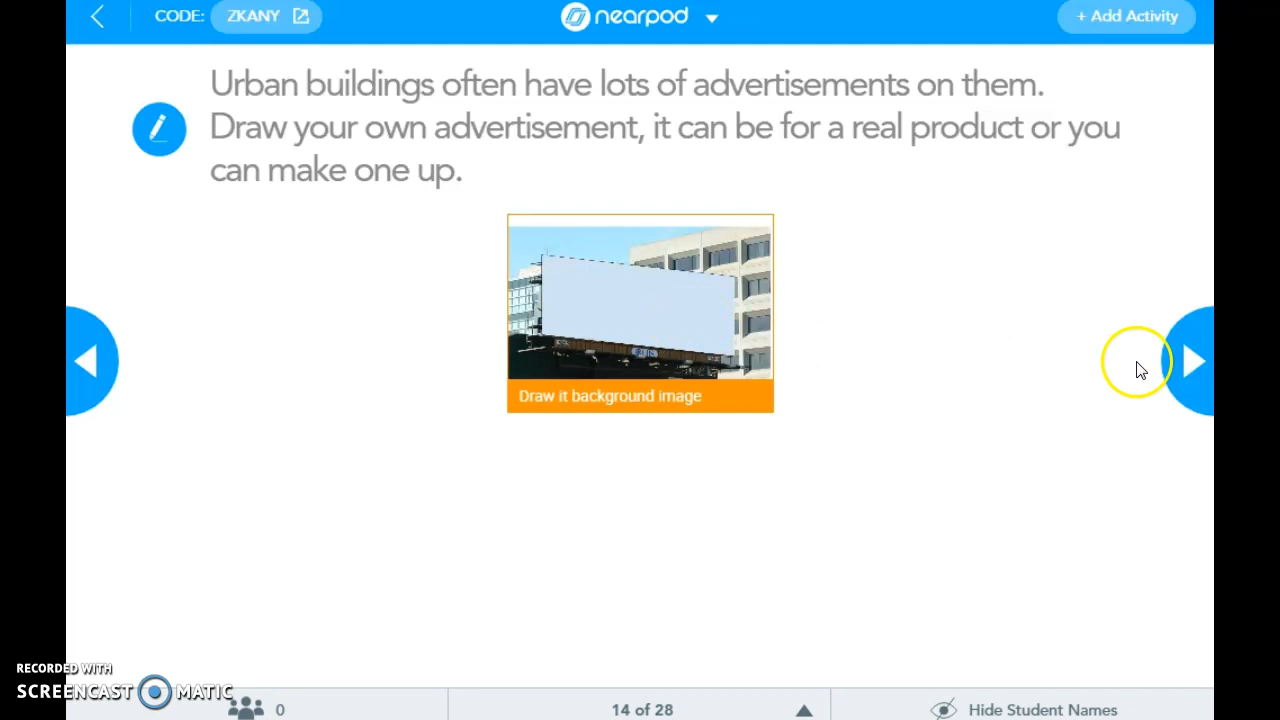 CODE: ZKANY nearpod + Add Activity
Urban buildings often have lots of advertisements on them.
Draw your own advertisement, it can be for a real product or you
can make one up.
Draw it background image
RECORDED WITH
SCREENCAST MATIC
0 14 of 28 Hide Student Names